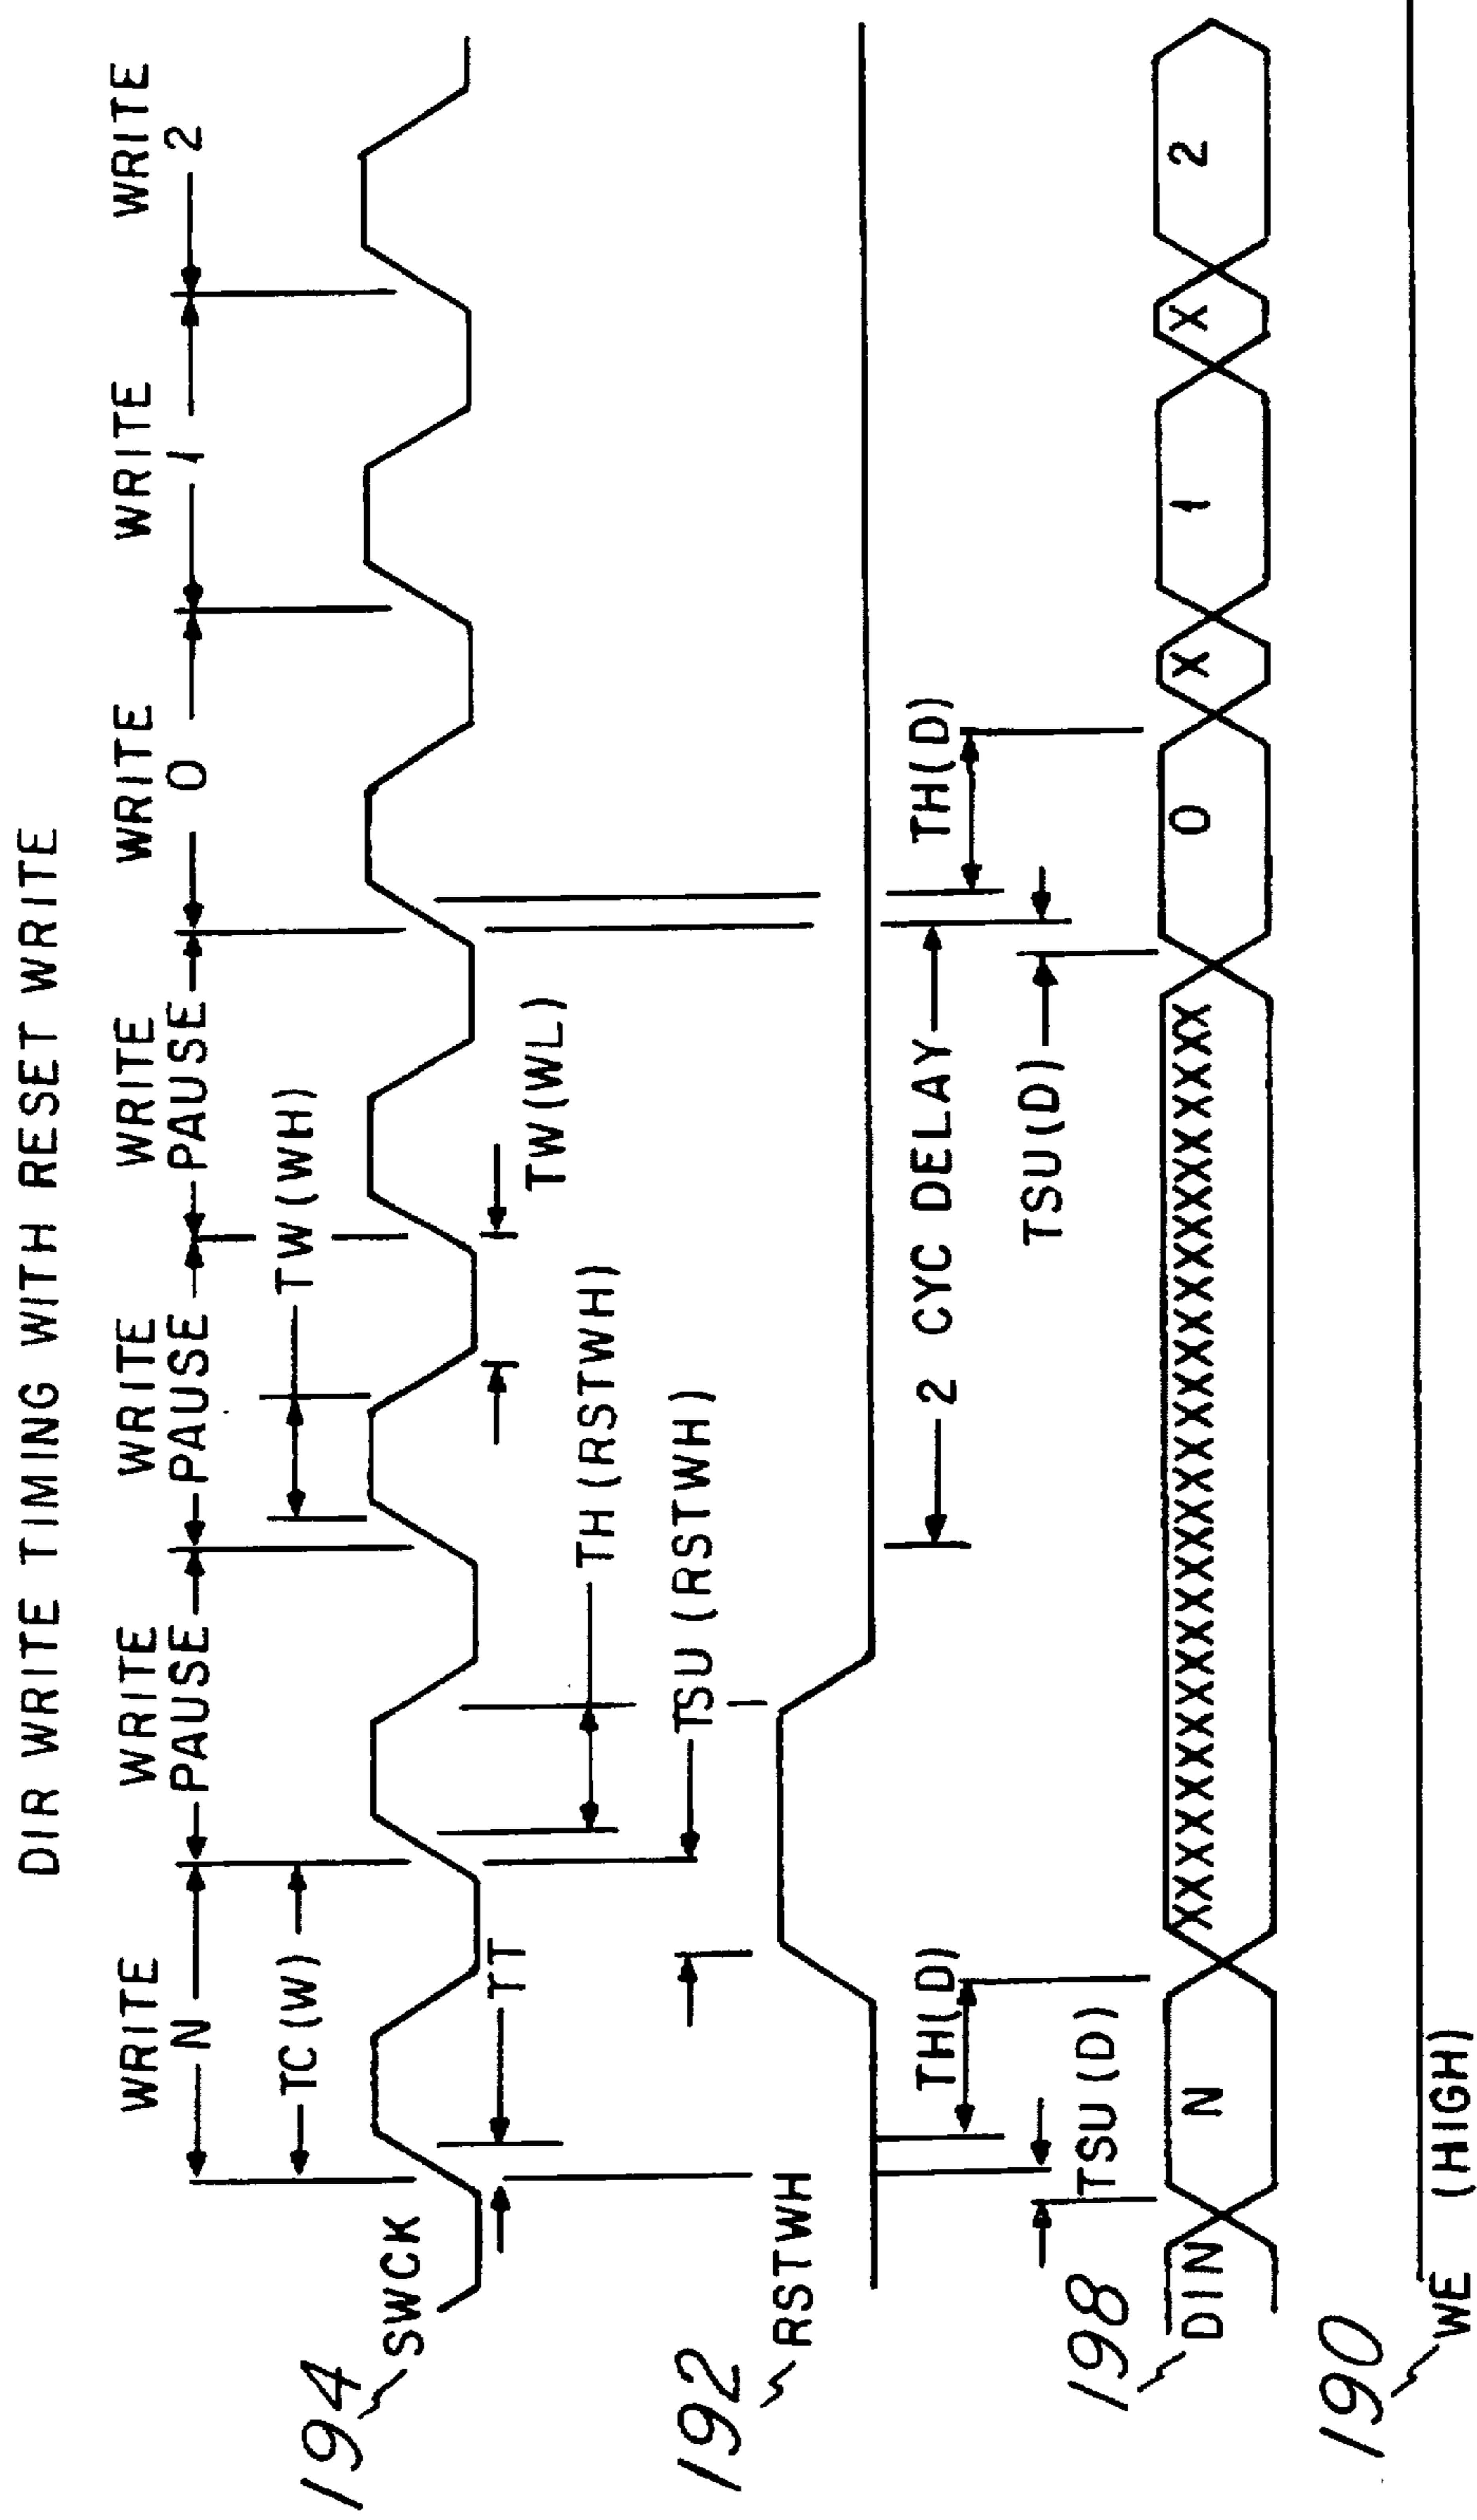 DIR WRITE TIMING WITH RESET WRITE
WRITE N
WRITE PAUSE
WRITE PAUSE
WRITE PAUSE
WRITE 0
WRITE 1
WRITE 2
TC(W)
TW(WH)
194
SWCK
TT
TW(WL)
TH(RSTWH)
TSU(RSTWH)
192
RSTWH
TH(D)
2 CYC DELAY
TH(D)
TSU(D)
TSU(D)
198
DIN
N
XXXXXXXXXXXXXXXXXXXXXXXXXXXXXX
0
X
1
X
2
190
WE (HIGH)